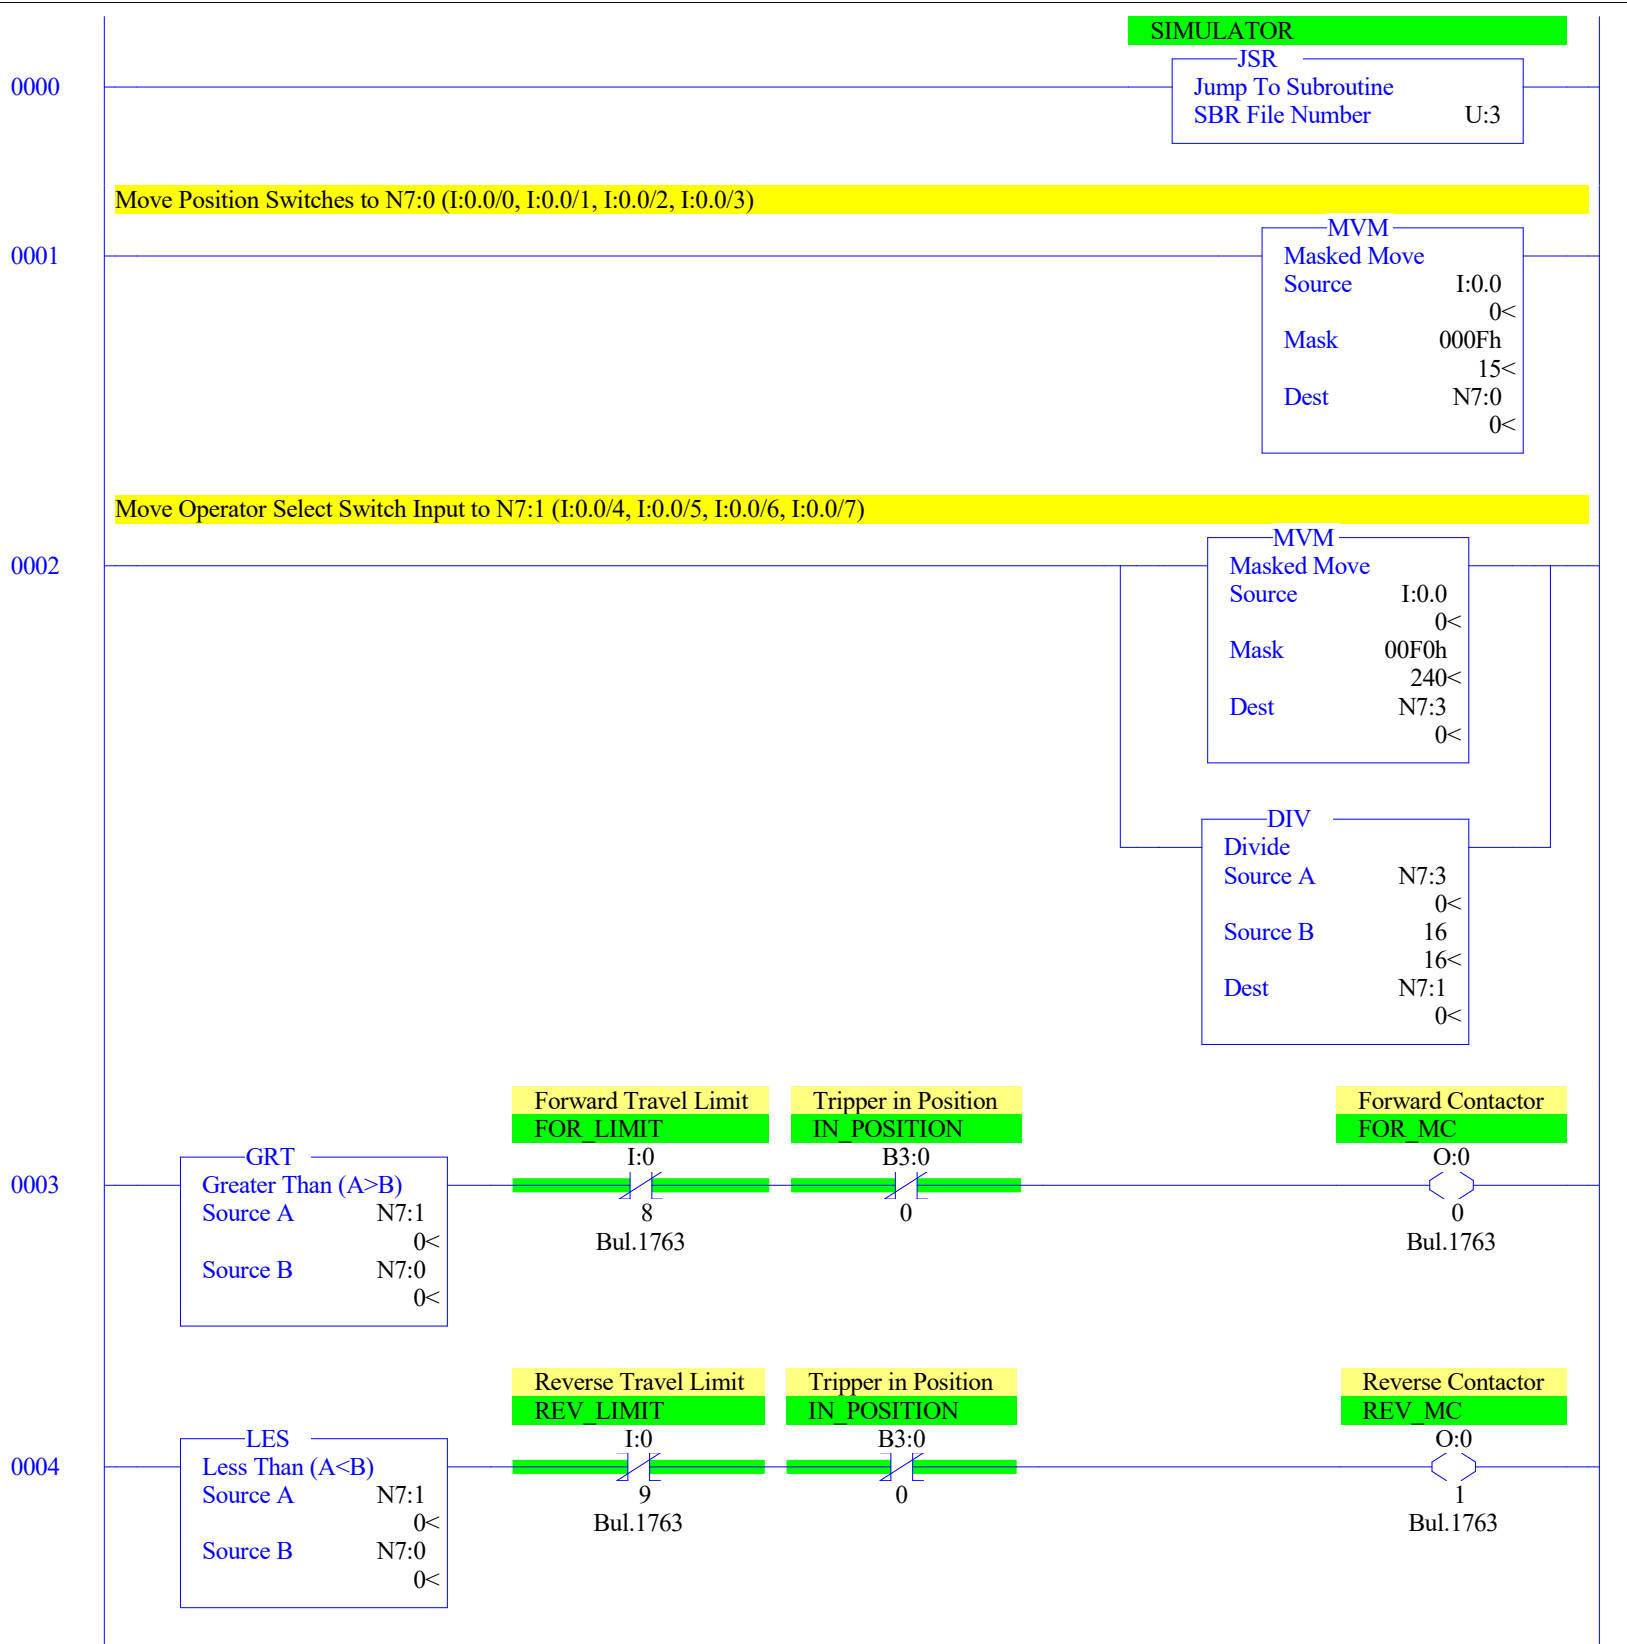 SIMULATOR
JSR
0000
Jump To Subroutine
SBR File Number U:3
Move Position Switches to N7:0 (I:0.0/0, I:0.0/1, I:0.0/2, I:0.0/3)
MVM
0001
Masked Move
Source I:0.0
0<
Mask 000Fh
15<
Dest N7:0
0<
Move Operator Select Switch Input to N7:1 (I:0.0/4, I:0.0/5, I:0.0/6, I:0.0/7)
MVM
0002
Masked Move
Source I:0.0
0<
Mask 00F0h
240<
Dest N7:3
0<
DIV
Divide
Source A N7:3
0<
Source B 16
16<
Dest N7:1
0<
Forward Travel Limit Tripper in Position Forward Contactor
FOR_LIMIT IN_POSITION FOR_MC
GRT I:0 B3:0 O:0
0003
Greater Than (A>B)
Source A N7:1 8 0 0
0< Bul.1763 Bul.1763
Source B N7:0
0<
Reverse Travel Limit Tripper in Position Reverse Contactor
REV_LIMIT IN_POSITION REV_MC
LES I:0 B3:0 O:0
0004
Less Than (A<B)
Source A N7:1 9 0 1
0< Bul.1763 Bul.1763
Source B N7:0
0<